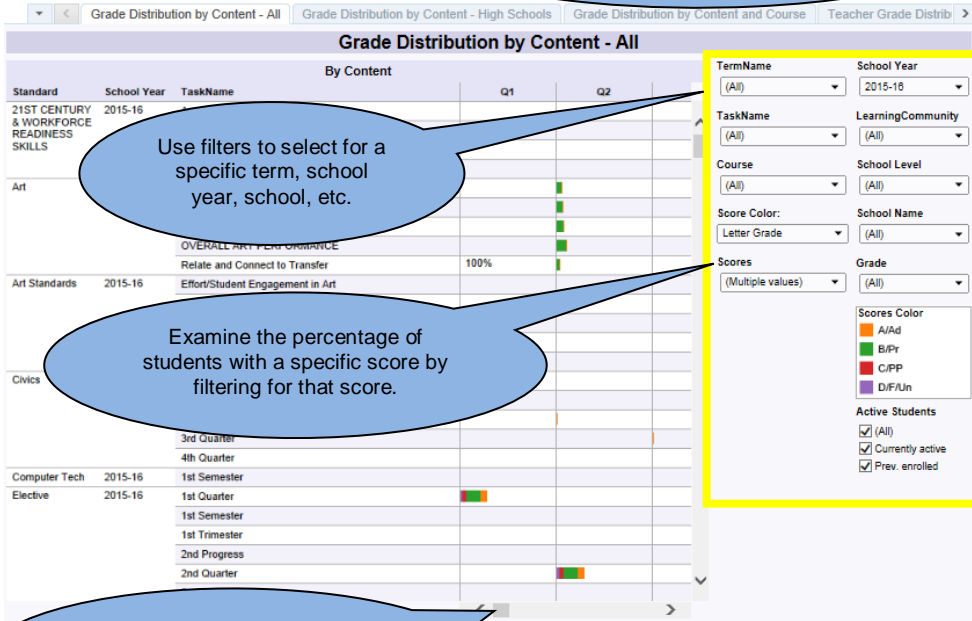 Grade Distribution by Content - All Grade Distribution by Content - High Schools Grade Distribution by Content and Course Teacher Grade Distrib
Grade Distribution by Content - All
By Content
Standard School Year TaskName Q1 Q2
21ST CENTURY & WORKFORCE READINESS SKILLS 2015-16
Use filters to select for a
specific term, school
year, school, etc.
Art
OVERALL ART PERFORMANCE
Relate and Connect to Transfer 100%
Art Standards 2015-16 Effort/Student Engagement in Art
Examine the percentage of
students with a specific score by
filtering for that score.
Civics
3rd Quarter
4th Quarter
Computer Tech 2015-16 1st Semester
Elective 2015-16 1st Quarter
1st Semester
1st Trimester
2nd Progress
2nd Quarter
TermName School Year
(All) 2015-16
TaskName LearningCommunity
(All) (All)
Course School Level
(All) (All)
Score Color: School Name
Letter Grade (All)
Scores Grade
(Multiple values) (All)
Scores Color
A/Ad
B/Pr
C/PP
D/F/Un
Active Students
(All)
Currently active
Prev. enrolled